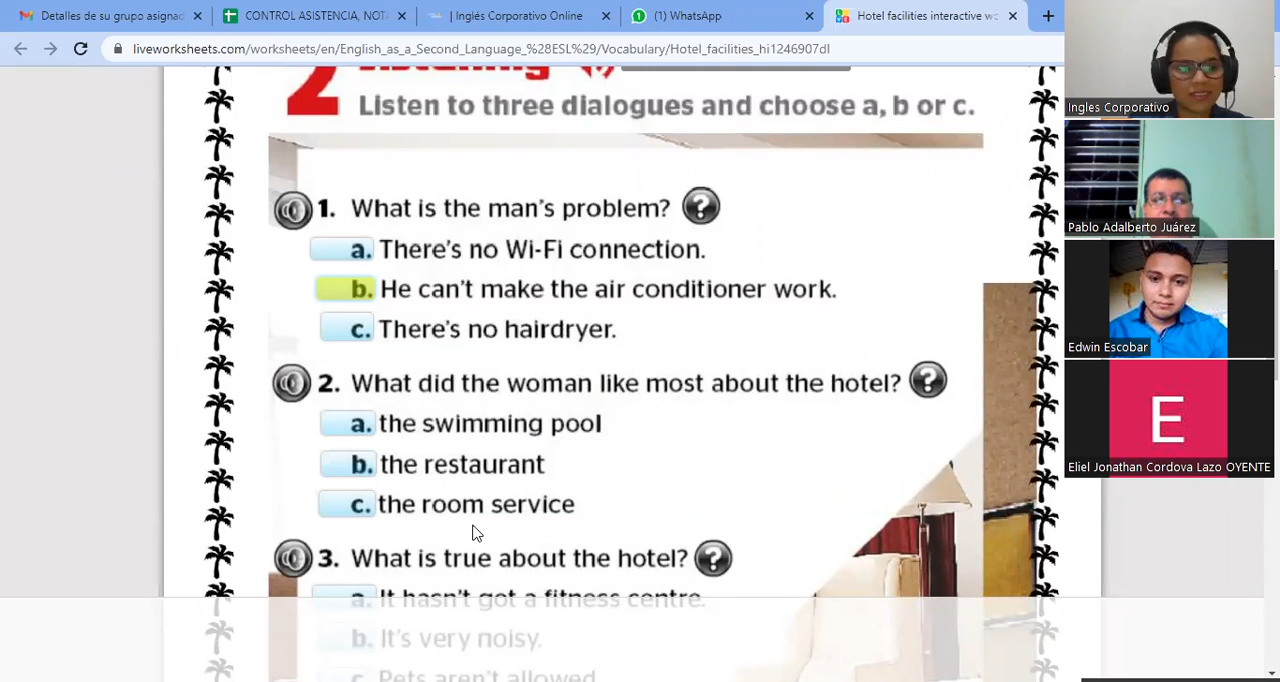 Detalles de su grupo asignad
CONTROL ASISTENCIA, NOTA
Inglés Corporativo Online
(1) WhatsApp
Hotel facilities interactive wo
liveworksheets.com/worksheets/en/English_as_a_Second_Language_%28ESL%29/Vocabulary/Hotel_facilities_hi1246907dl
2 Listening
Listen to three dialogues and choose a, b or c.
1. What is the man's problem? ?
a. There's no Wi-Fi connection.
b. He can't make the air conditioner work.
c. There's no hairdryer.
2. What did the woman like most about the hotel? ?
a. the swimming pool
b. the restaurant
c. the room service
3. What is true about the hotel? ?
a. It hasn't got a fitness centre.
b. It's very noisy.
Pets aren't allowed.
Ingles Corporativo
Pablo Adalberto Juárez
Edwin Escobar
E
Eliel Jonathan Cordova Lazo OYENTE